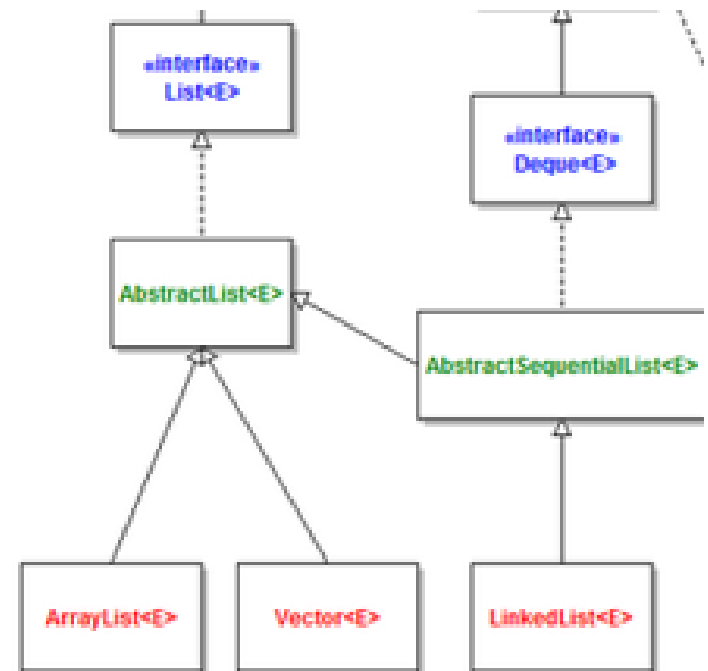 «interface»
List<E>
«interface»
Deque<E>
AbstractList<E>
AbstractSequentialList<E>
ArrayList<E>
Vector<E>
LinkedList<E>